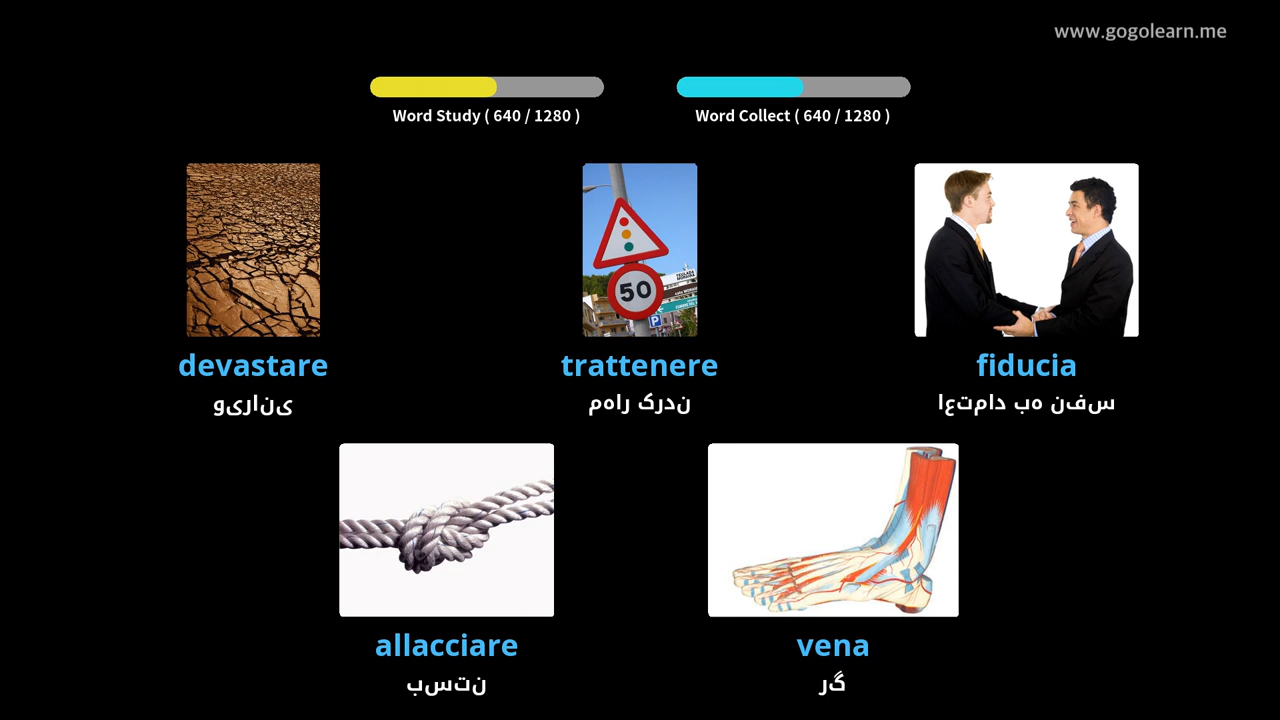 www.gogolearn.me
Word Study ( 640 / 1280 )
Word Collect ( 640 / 1280 )
50
P
devastare
ویرانی
trattenere
مهار کردن
fiducia
اعتماد به نفس
allacciare
بستن
vena
رگ